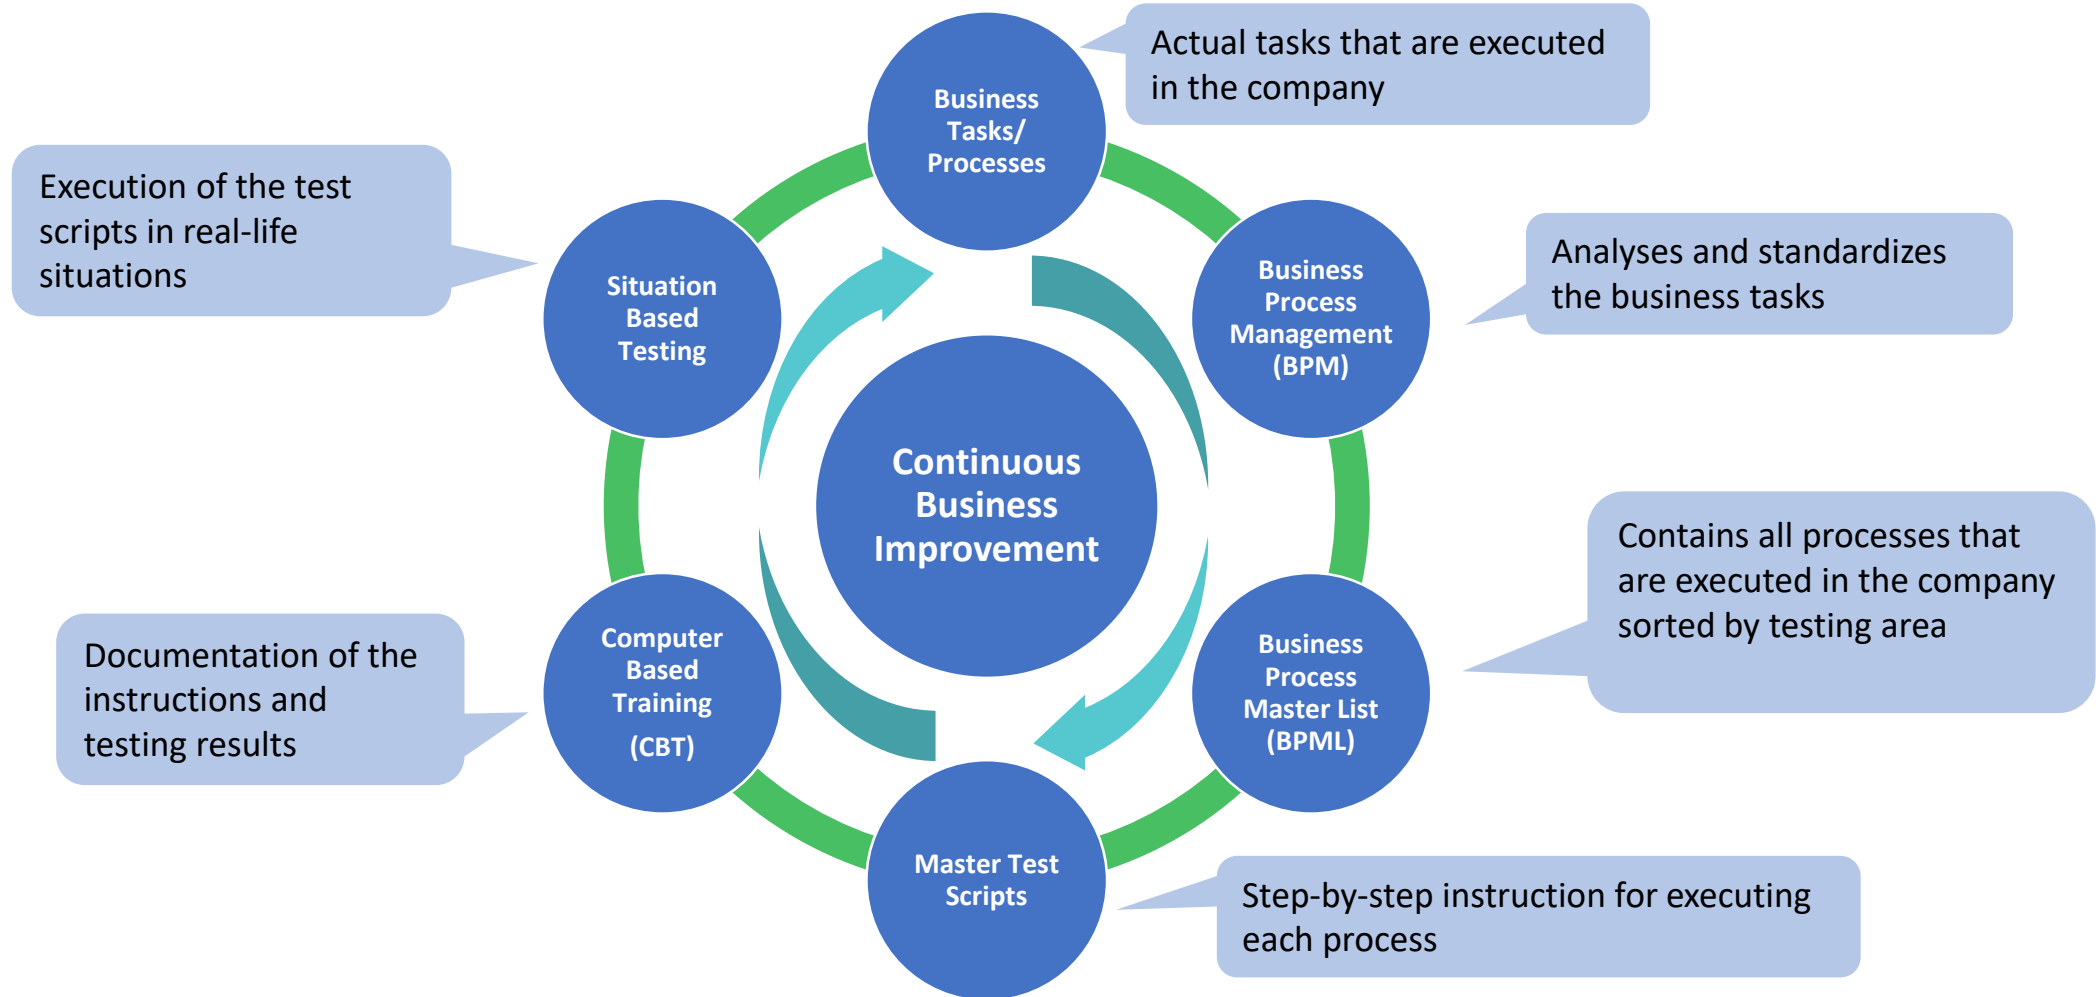 Business
Tasks/
Processes
Actual tasks that are executed
in the company
Business
Process
Management
(BPM)
Analyses and standardizes
the business tasks
Business
Process
Master List
(BPML)
Contains all processes that
are executed in the company
sorted by testing area
Master Test
Scripts
Step-by-step instruction for executing
each process
Computer
Based
Training
(CBT)
Documentation of the
instructions and
testing results
Situation
Based
Testing
Execution of the test
scripts in real-life
situations
Continuous
Business
Improvement